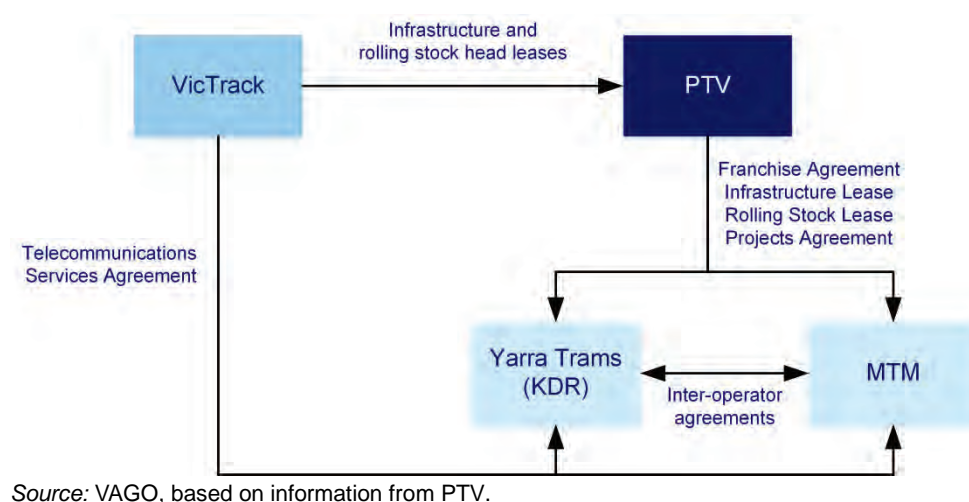 Infrastructure and
rolling stock head leases
VicTrack
PTV
Franchise Agreement
Infrastructure Lease
Rolling Stock Lease
Projects Agreement
Telecommunications
Services Agreement
Yarra Trams
(KDR)
MTM
Inter-operator
agreements
Source: VAGO, based on information from PTV.